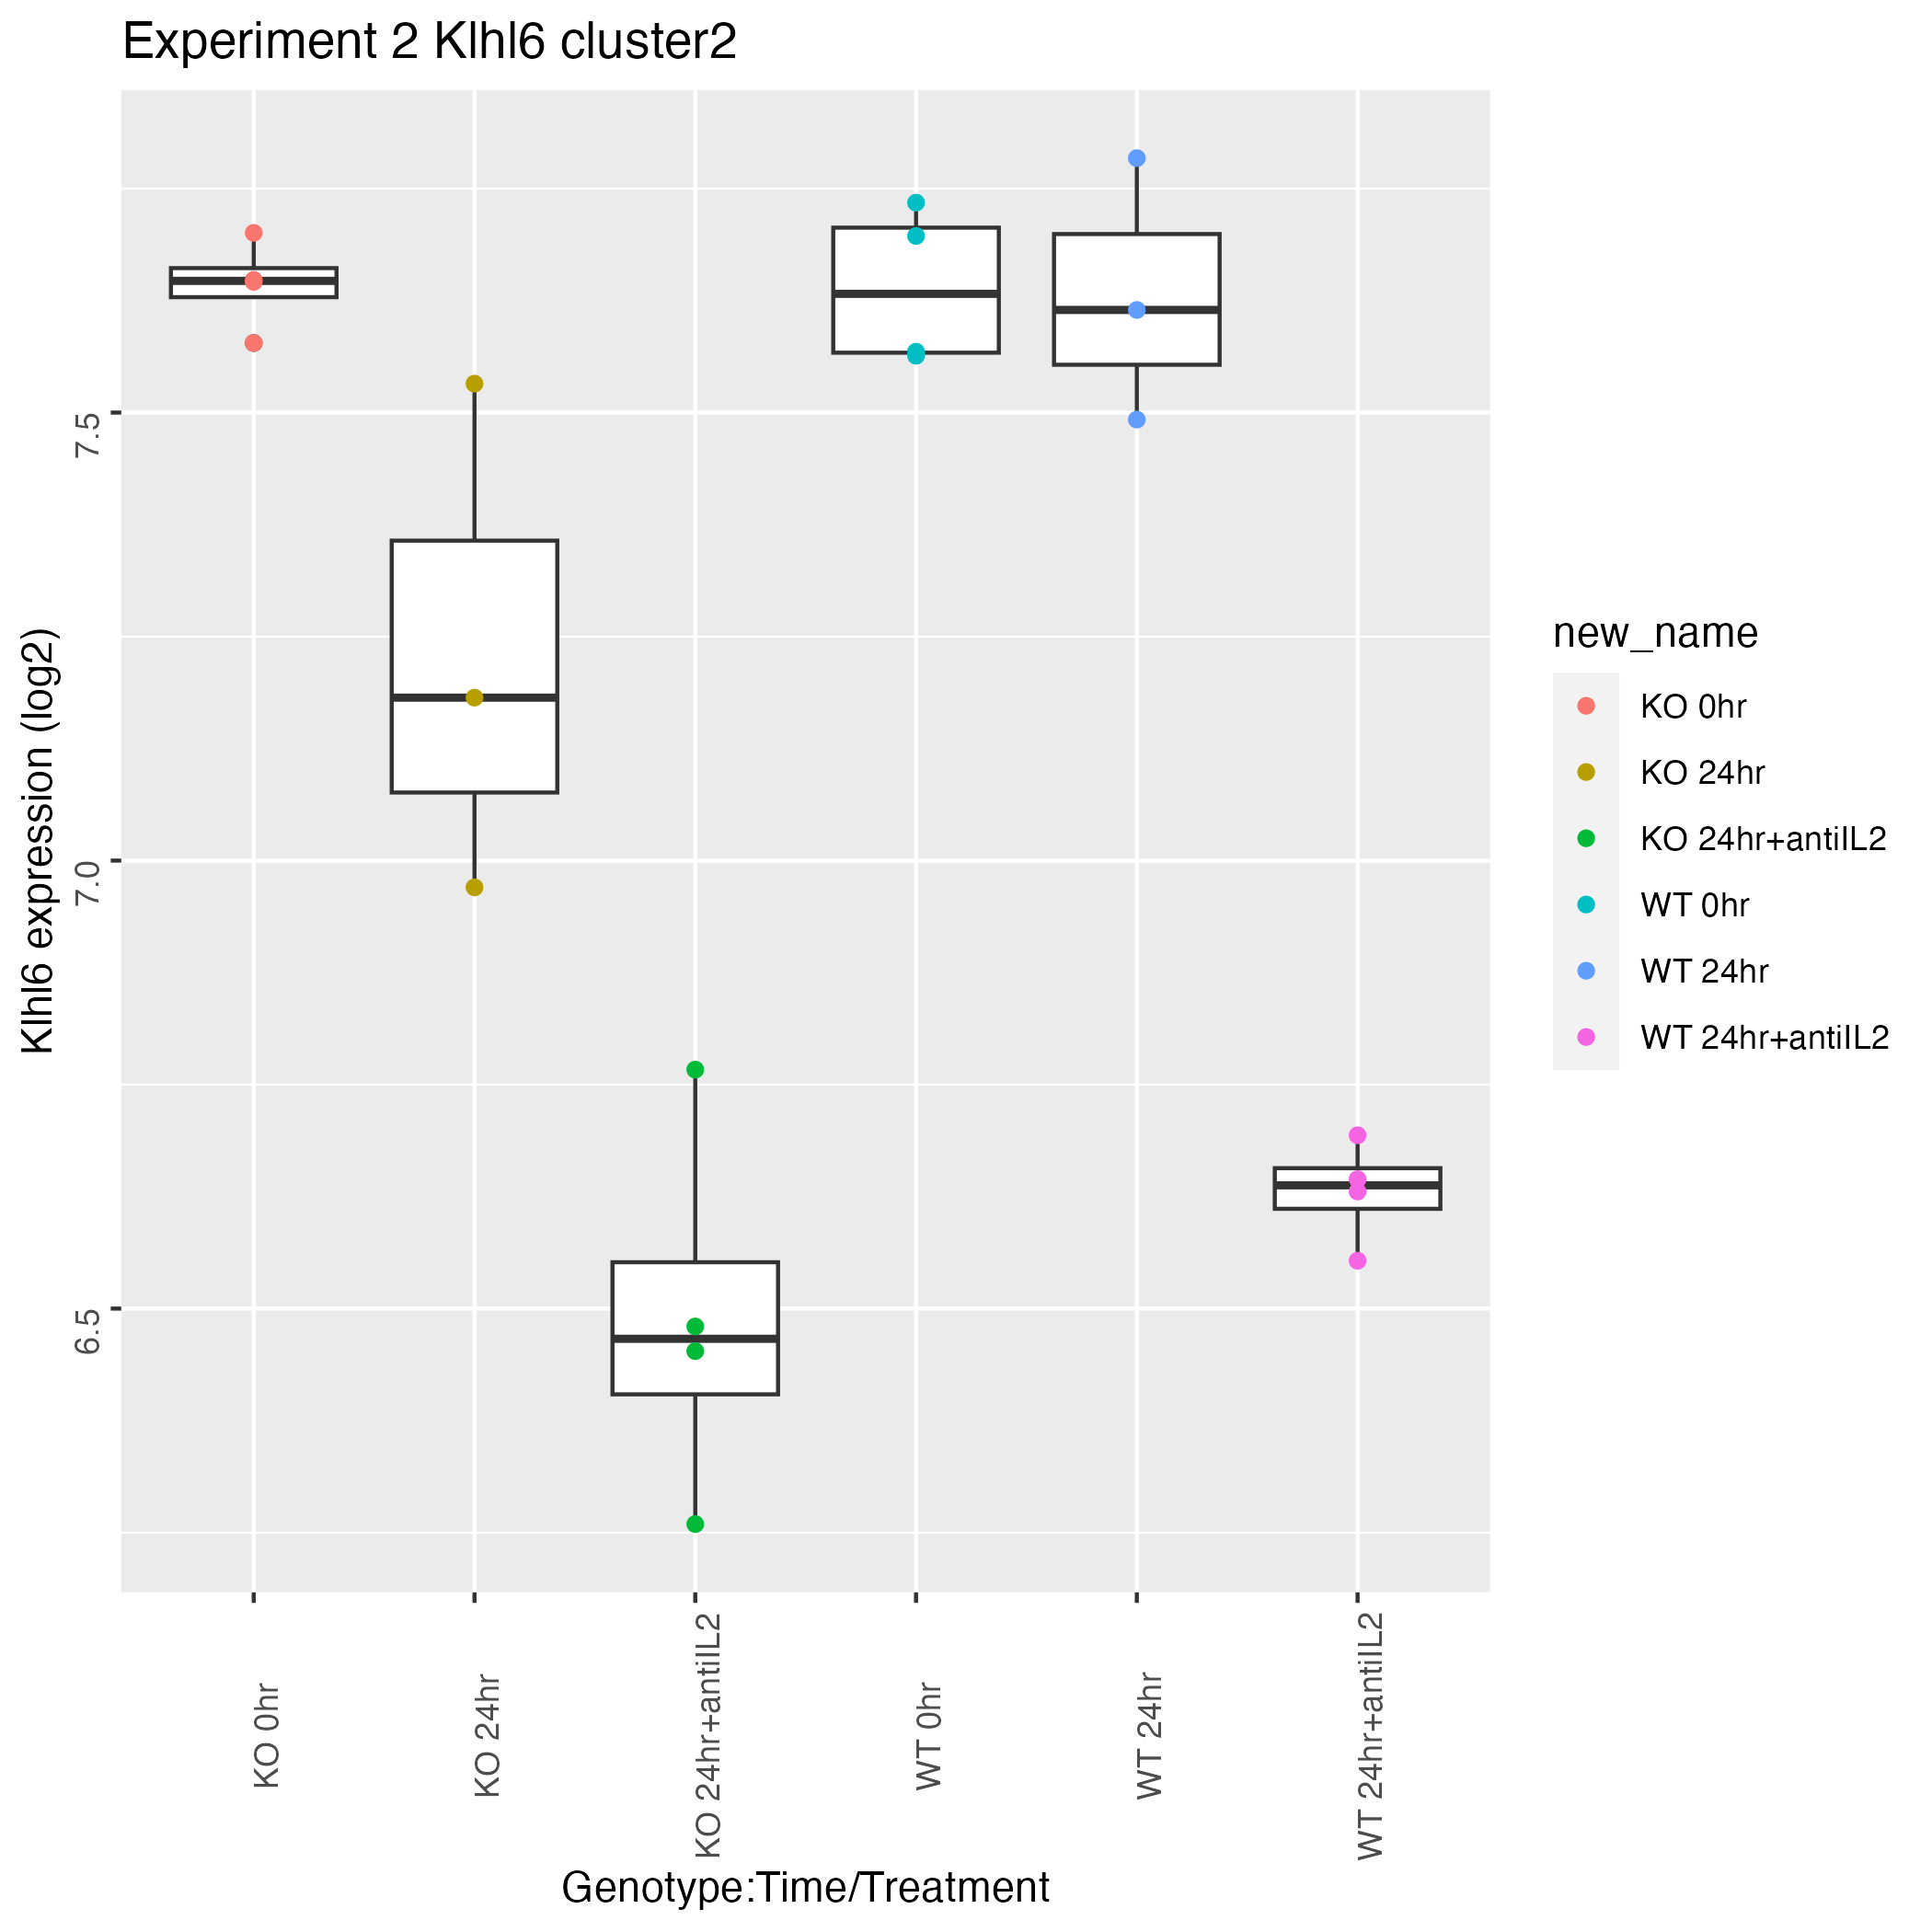 Experiment 2 Klhl6 cluster2
Klhl6 expression (log2)
7.5
7.0
6.5
KO 0hr
KO 24hr
KO 24hr+antiIL2
WT 0hr
WT 24hr
WT 24hr+antiIL2
Genotype:Time/Treatment
new_name
KO 0hr
KO 24hr
KO 24hr+antiIL2
WT 0hr
WT 24hr
WT 24hr+antiIL2